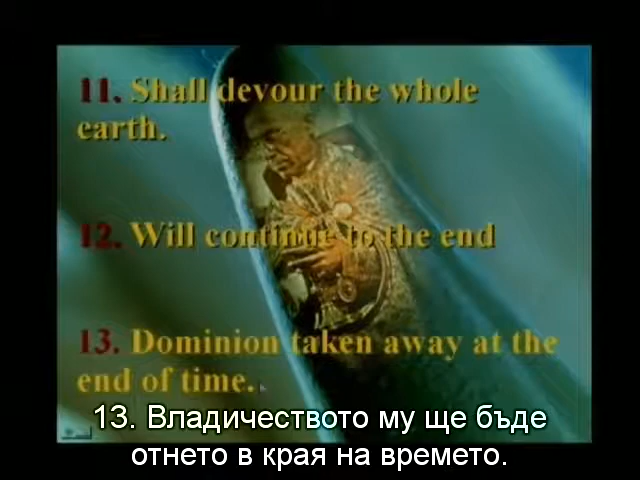 11. Shall devour the whole
earth.
12. Will continue to the end
13. Dominion taken away at the
end of time.
13. Владичеството му ще бъде
отнето в края на времето.